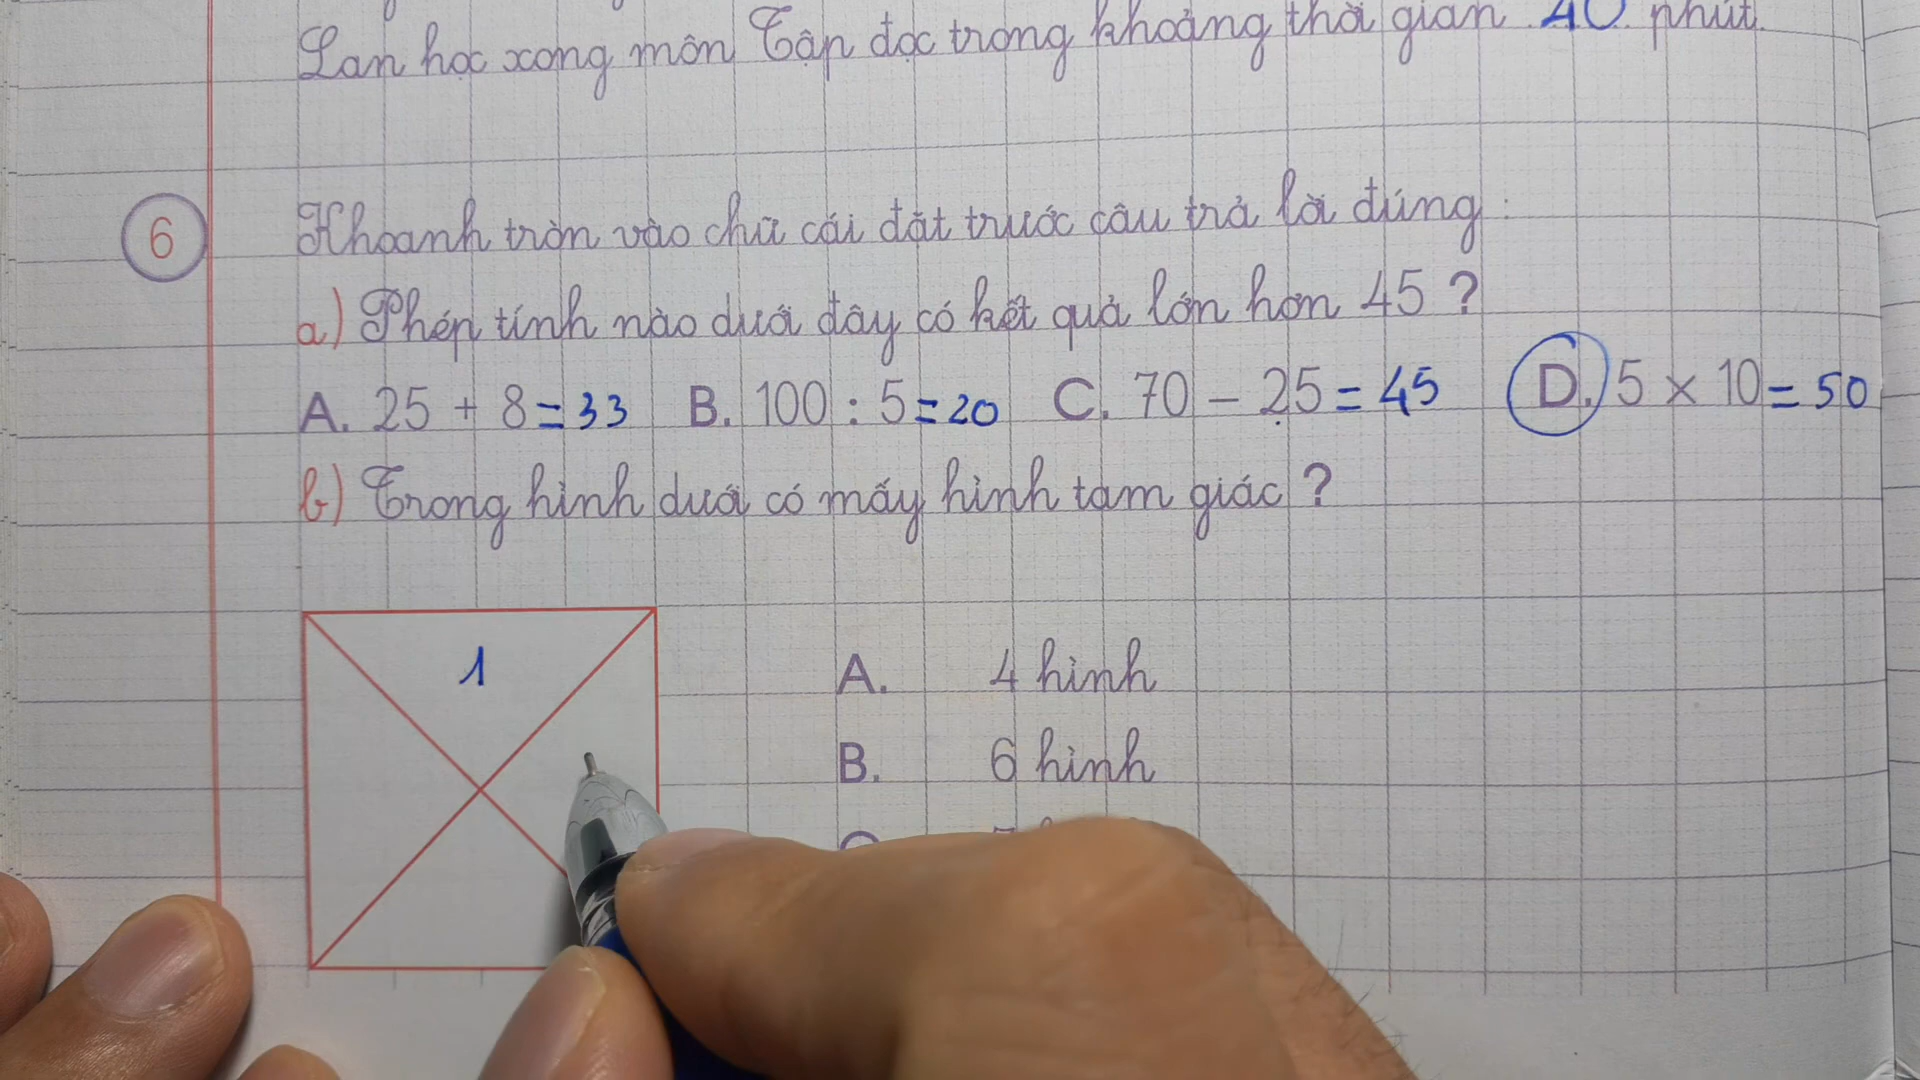 Lan học xong môn Tập đọc trong khoảng thời gian 40 phút.
6
Khoanh tròn vào chữ cái đặt trước câu trả lời đúng :
a) Phép tính nào dưới đây có kết quả lớn hơn 45 ?
A. 25 + 8 = 33 B. 100 : 5 = 20 C. 70 - 25 = 45 D. 5 x 10 = 50
b) Trong hình dưới có mấy hình tam giác ?
1
A. 4 hình
B. 6 hình